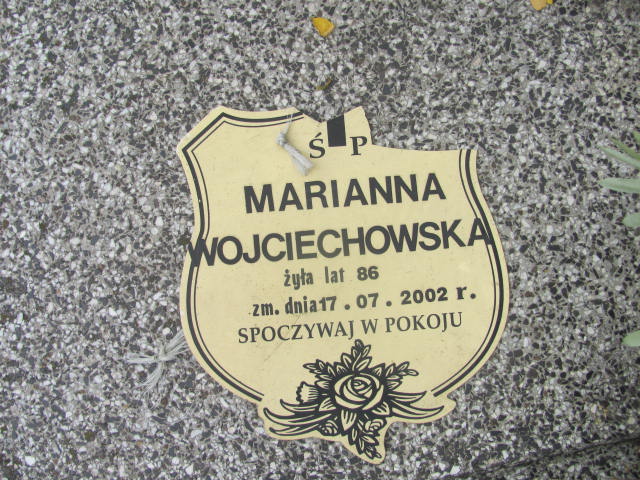 Ś P
MARIANNA
WOJCIECHOWSKA
żyła lat 86
zm. dnia 17.07.2002 r.
SPOCZYWAJ W POKOJU